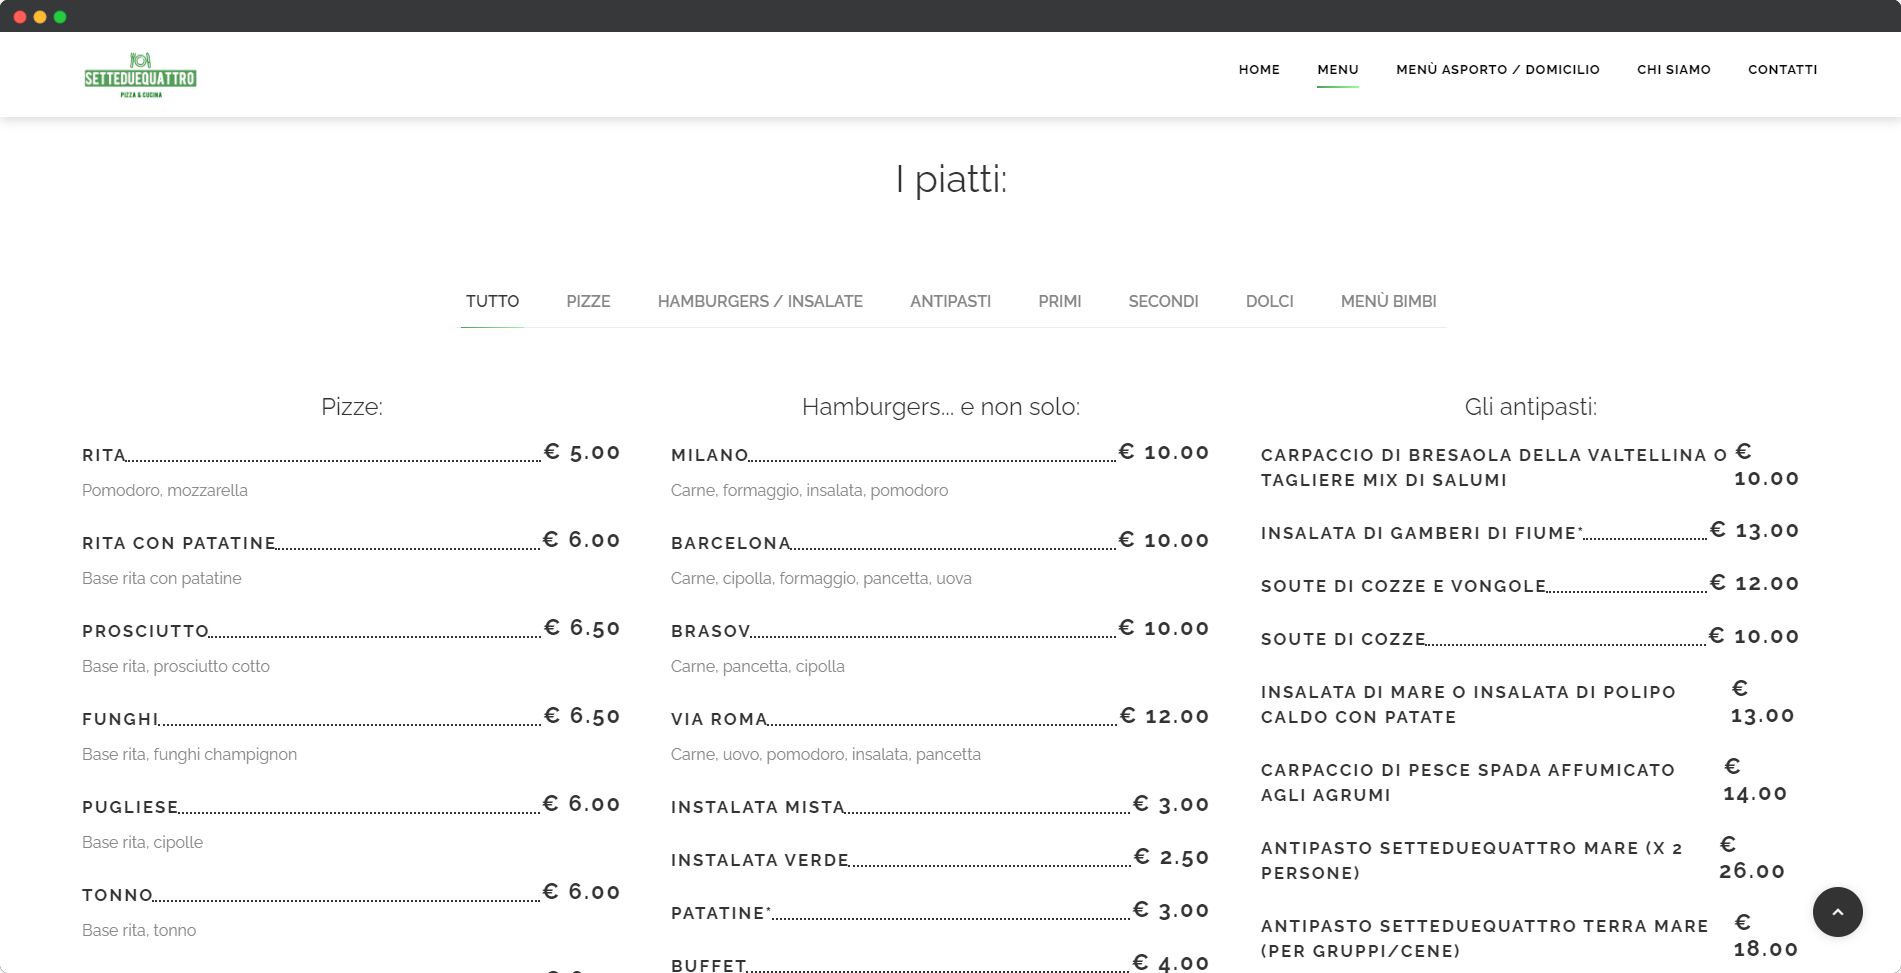 SETTEDUEQUATTRO
PIZZA & CUCINA
HOME
MENU
MENÙ ASPORTO / DOMICILIO
CHI SIAMO
CONTATTI
I piatti:
TUTTO
PIZZE
HAMBURGERS / INSALATE
ANTIPASTI
PRIMI
SECONDI
DOLCI
MENÙ BIMBI
Pizze:
RITA € 5.00
Pomodoro, mozzarella
RITA CON PATATINE € 6.00
Base rita con patatine
PROSCIUTTO € 6.50
Base rita, prosciutto cotto
FUNGHI € 6.50
Base rita, funghi champignon
PUGLIESE € 6.00
Base rita, cipolle
TONNO € 6.00
Base rita, tonno
Hamburgers... e non solo:
MILANO € 10.00
Carne, formaggio, insalata, pomodoro
BARCELONA € 10.00
Carne, cipolla, formaggio, pancetta, uova
BRASOV € 10.00
Carne, pancetta, cipolla
VIA ROMA € 12.00
Carne, uovo, pomodoro, insalata, pancetta
INSTALATA MISTA € 3.00
INSTALATA VERDE € 2.50
PATATINE* € 3.00
BUFFET € 4.00
Gli antipasti:
CARPACCIO DI BRESAOLA DELLA VALTELLINA O €
TAGLIERE MIX DI SALUMI 10.00
INSALATA DI GAMBERI DI FIUME* € 13.00
SOUTE DI COZZE E VONGOLE € 12.00
SOUTE DI COZZE € 10.00
INSALATA DI MARE O INSALATA DI POLIPO €
CALDO CON PATATE 13.00
CARPACCIO DI PESCE SPADA AFFUMICATO €
AGLI AGRUMI 14.00
ANTIPASTO SETTEDUEQUATTRO MARE (X 2 €
PERSONE) 26.00
ANTIPASTO SETTEDUEQUATTRO TERRA MARE €
(PER GRUPPI/CENE) 18.00